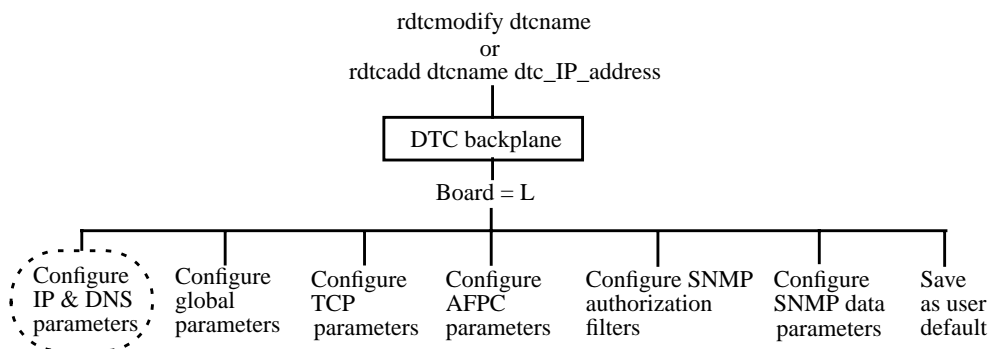 rdtcmodify dtcname
or
rdtcadd dtcname dtc_IP_address
DTC backplane
Board = L
Configure
IP & DNS
parameters
Configure
global
parameters
Configure
TCP
parameters
Configure
AFPC
parameters
Configure SNMP
authorization
filters
Configure
SNMP data
parameters
Save
as user
default